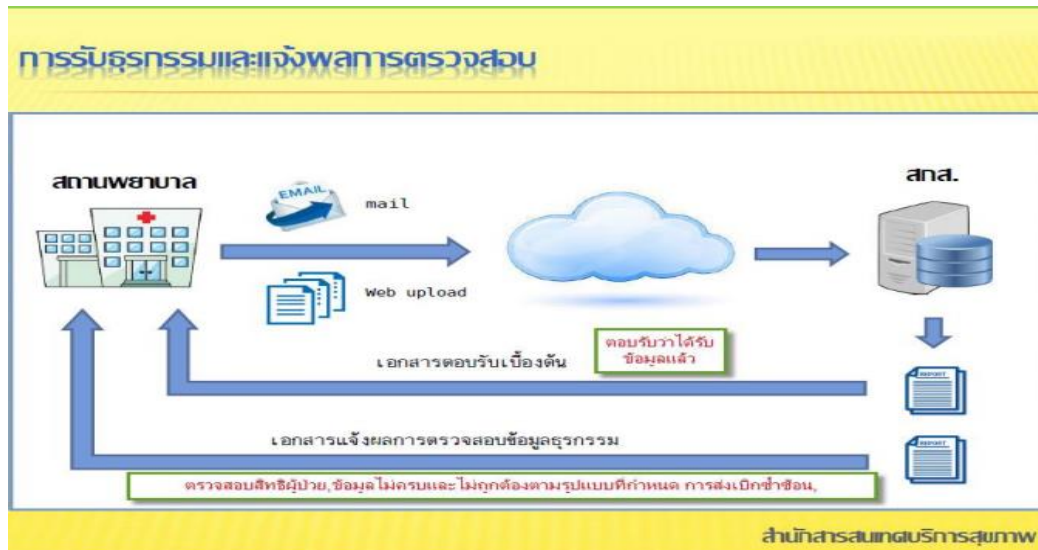 การรับธุรกรรมและแจ้งผลการตรวจสอบ
สถานพยาบาล
สกส.
EMAIL
mail
Web upload
ตอบรับว่าได้รับ
ข้อมูลแล้ว
เอกสารตอบรับเบื้องต้น
REPORT
เอกสารแจ้งผลการตรวจสอบข้อมูลธุรกรรม
REPORT
ตรวจสอบสิทธิผู้ป่วย,ข้อมูลไม่ครบและไม่ถูกต้องตามรูปแบบที่กำหนด การส่งเบิกซ้ำซ้อน,
สำนักสารสนเทศบริการสุขภาพ